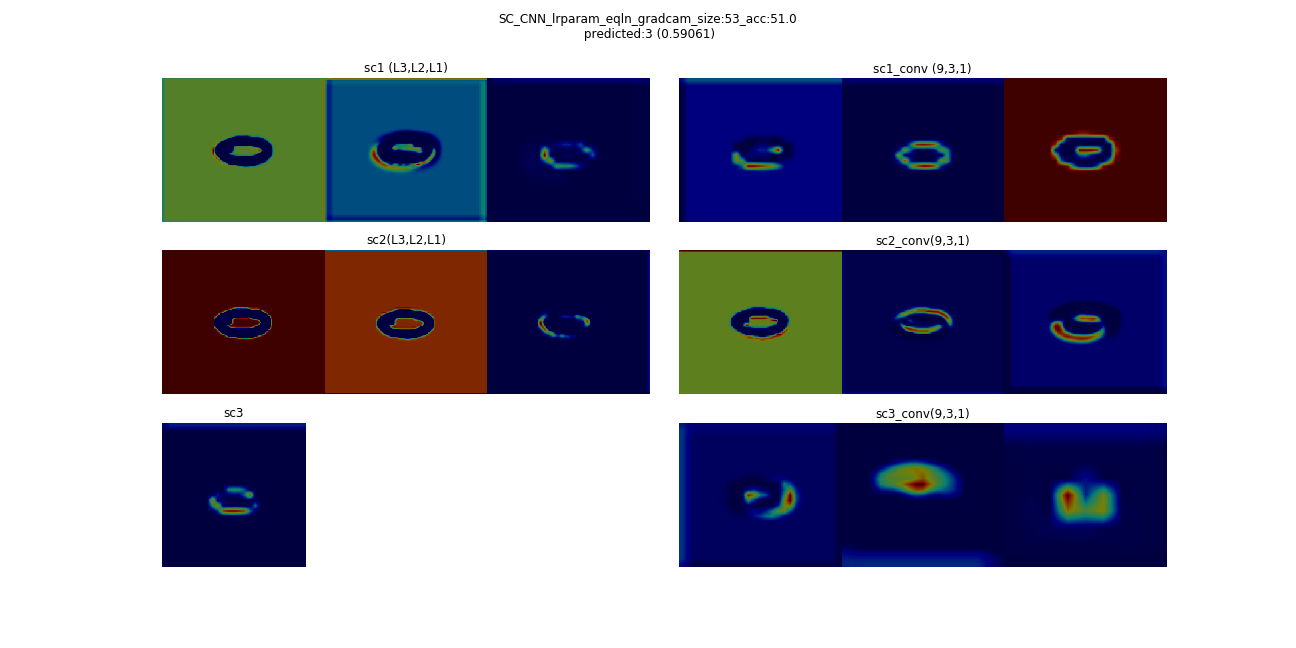 SC_CNN_lrparam_eqln_gradcam_size:53_acc:51.0
predicted:3 (0.59061)
sc1 (L3,L2,L1)
sc1_conv (9,3,1)
sc2(L3,L2,L1)
sc2_conv(9,3,1)
sc3
sc3_conv(9,3,1)